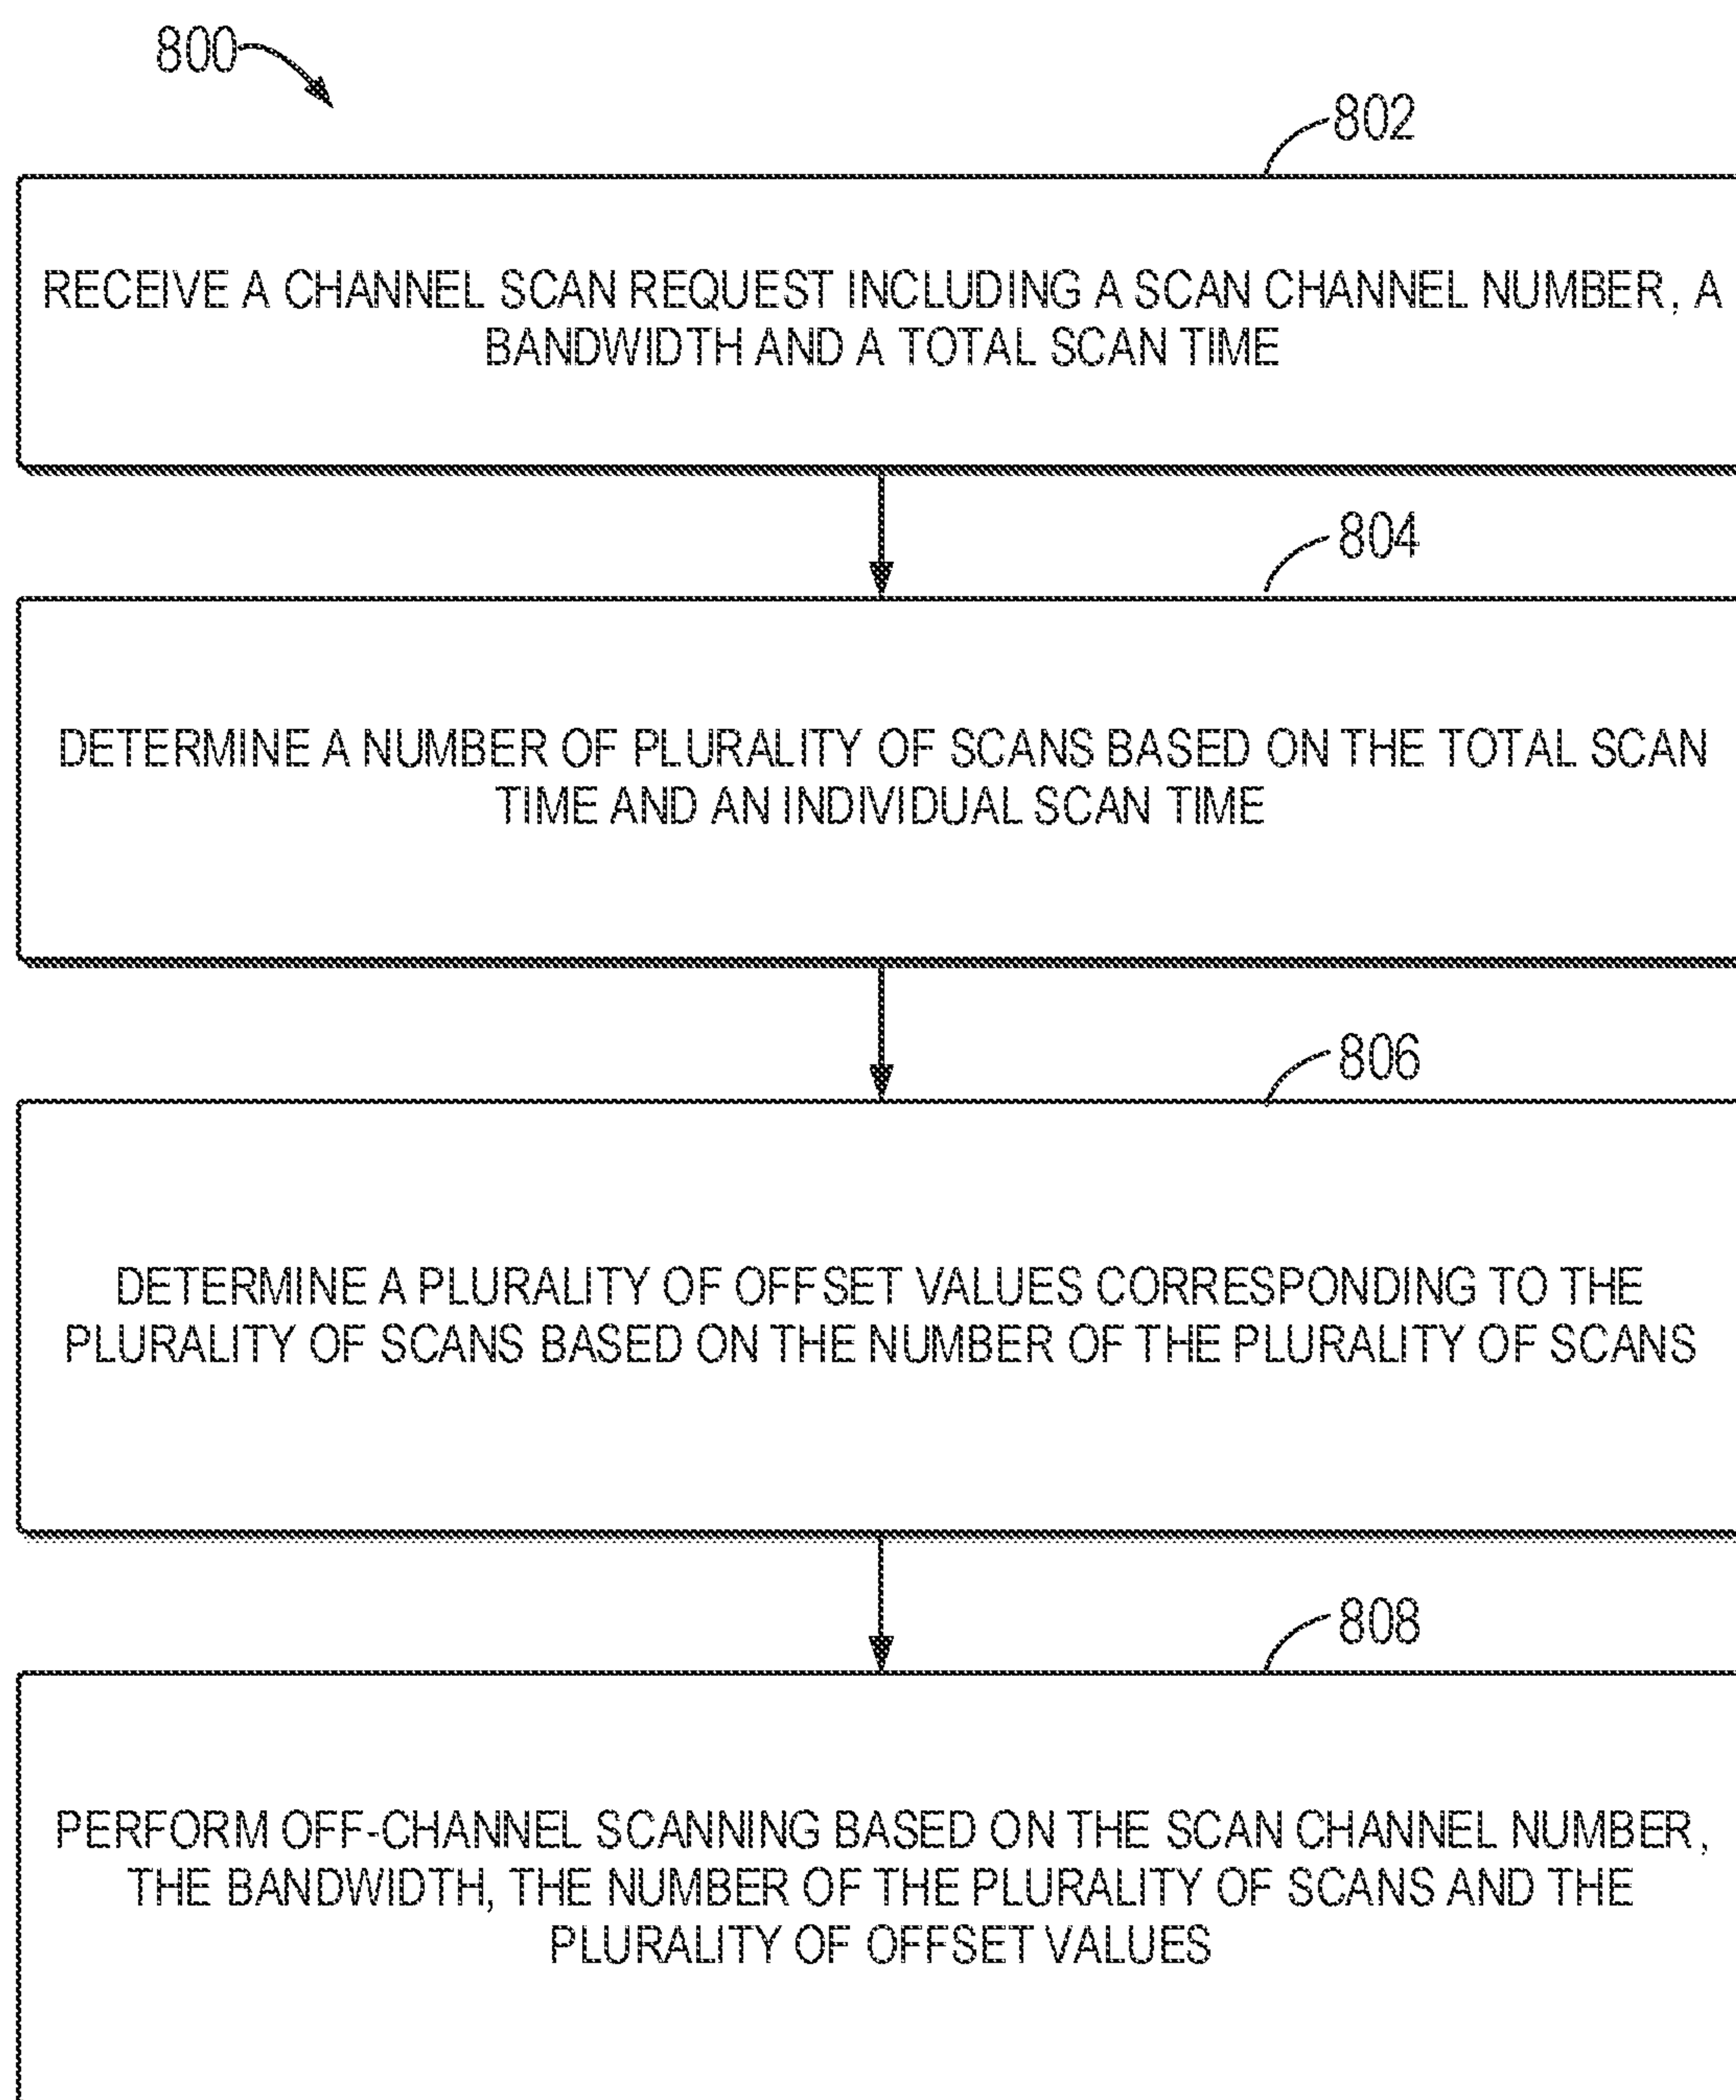 800
802
RECEIVE A CHANNEL SCAN REQUEST INCLUDING A SCAN CHANNEL NUMBER, A
BANDWIDTH AND A TOTAL SCAN TIME
804
DETERMINE A NUMBER OF PLURALITY OF SCANS BASED ON THE TOTAL SCAN
TIME AND AN INDIVIDUAL SCAN TIME
806
DETERMINE A PLURALITY OF OFFSET VALUES CORRESPONDING TO THE
PLURALITY OF SCANS BASED ON THE NUMBER OF THE PLURALITY OF SCANS
808
PERFORM OFF-CHANNEL SCANNING BASED ON THE SCAN CHANNEL NUMBER,
THE BANDWIDTH, THE NUMBER OF THE PLURALITY OF SCANS AND THE
PLURALITY OF OFFSET VALUES